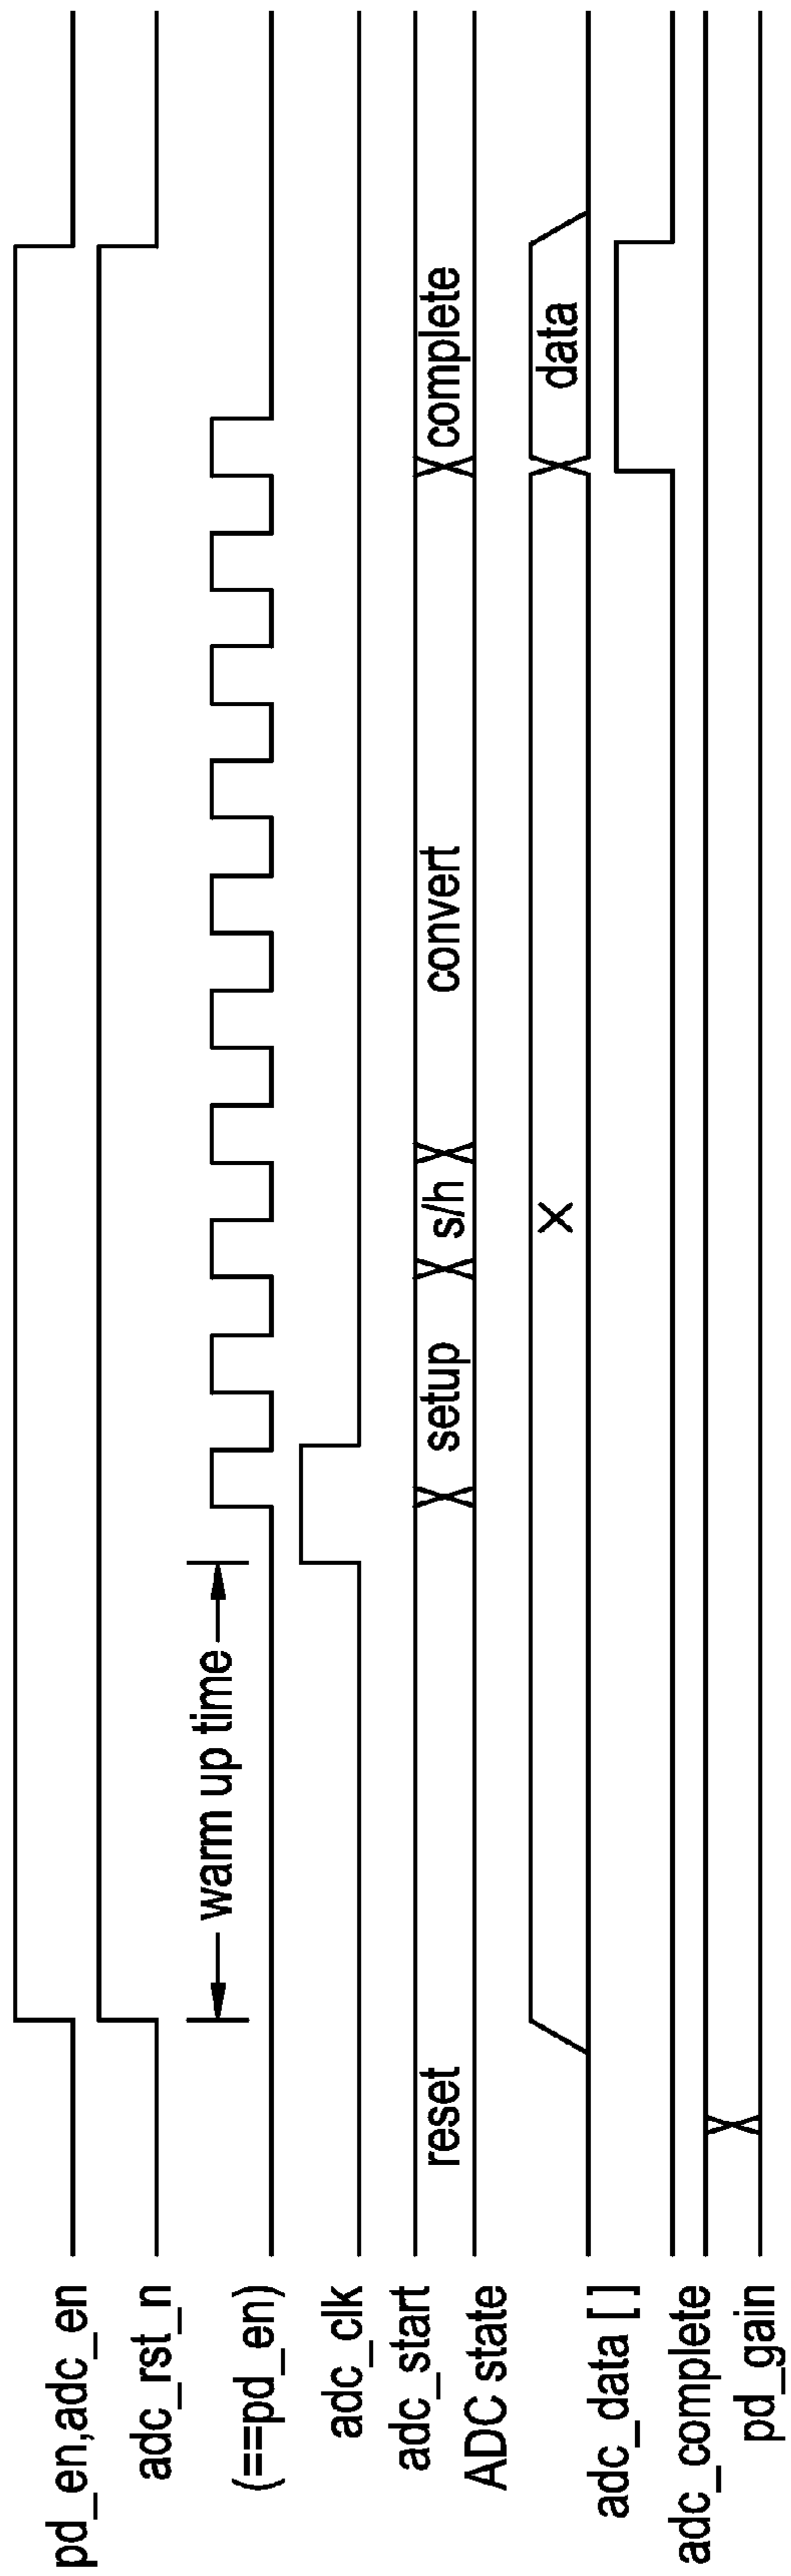 pd_en,adc_en
adc_rst_n
(==pd_en)
warm up time
adc_clk
adc_start
ADC state
reset
setup
s/h
convert
complete
adc_data [ ]
X
data
adc_complete
pd_gain